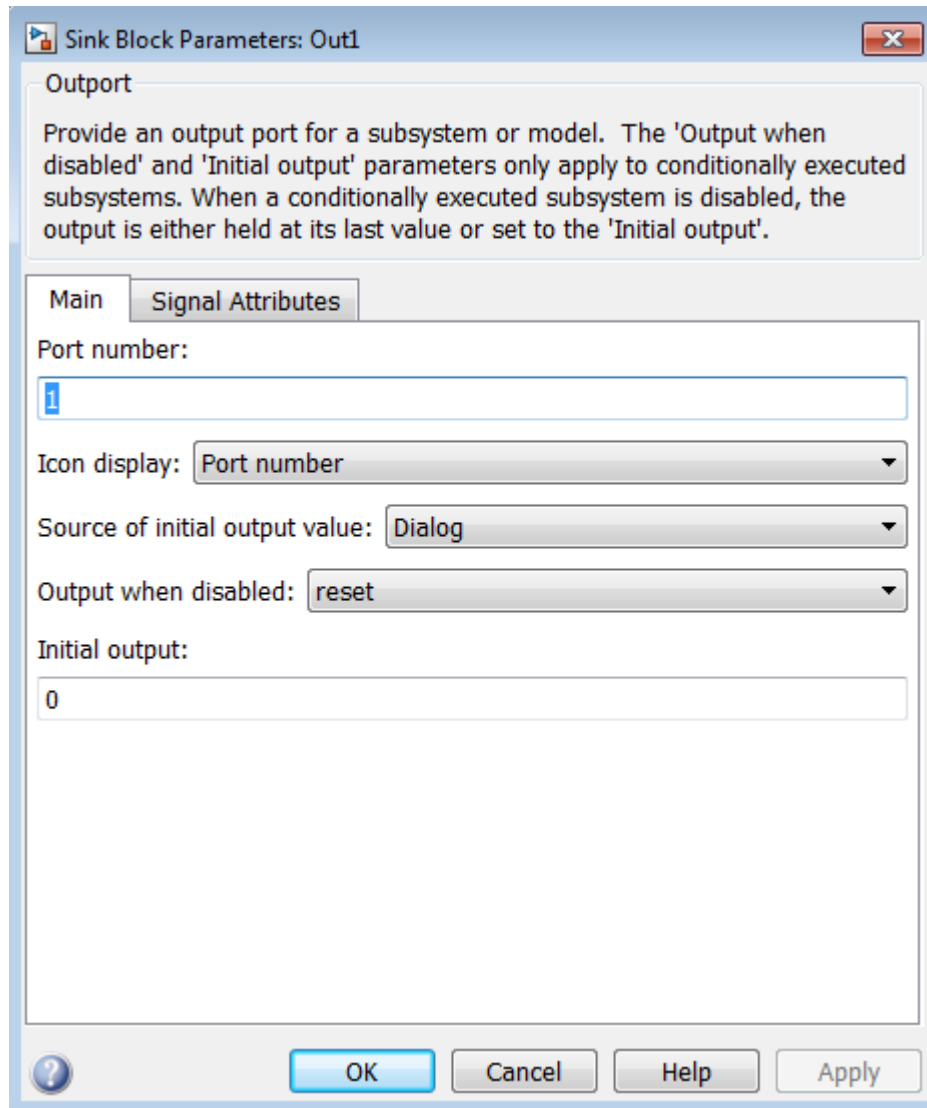 Sink Block Parameters: Out1
Outport
Provide an output port for a subsystem or model.  The 'Output when
disabled' and 'Initial output' parameters only apply to conditionally executed
subsystems. When a conditionally executed subsystem is disabled, the
output is either held at its last value or set to the 'Initial output'.
Main Signal Attributes
Port number:
1
Icon display: Port number
Source of initial output value: Dialog
Output when disabled: reset
Initial output:
0
? OK Cancel Help Apply